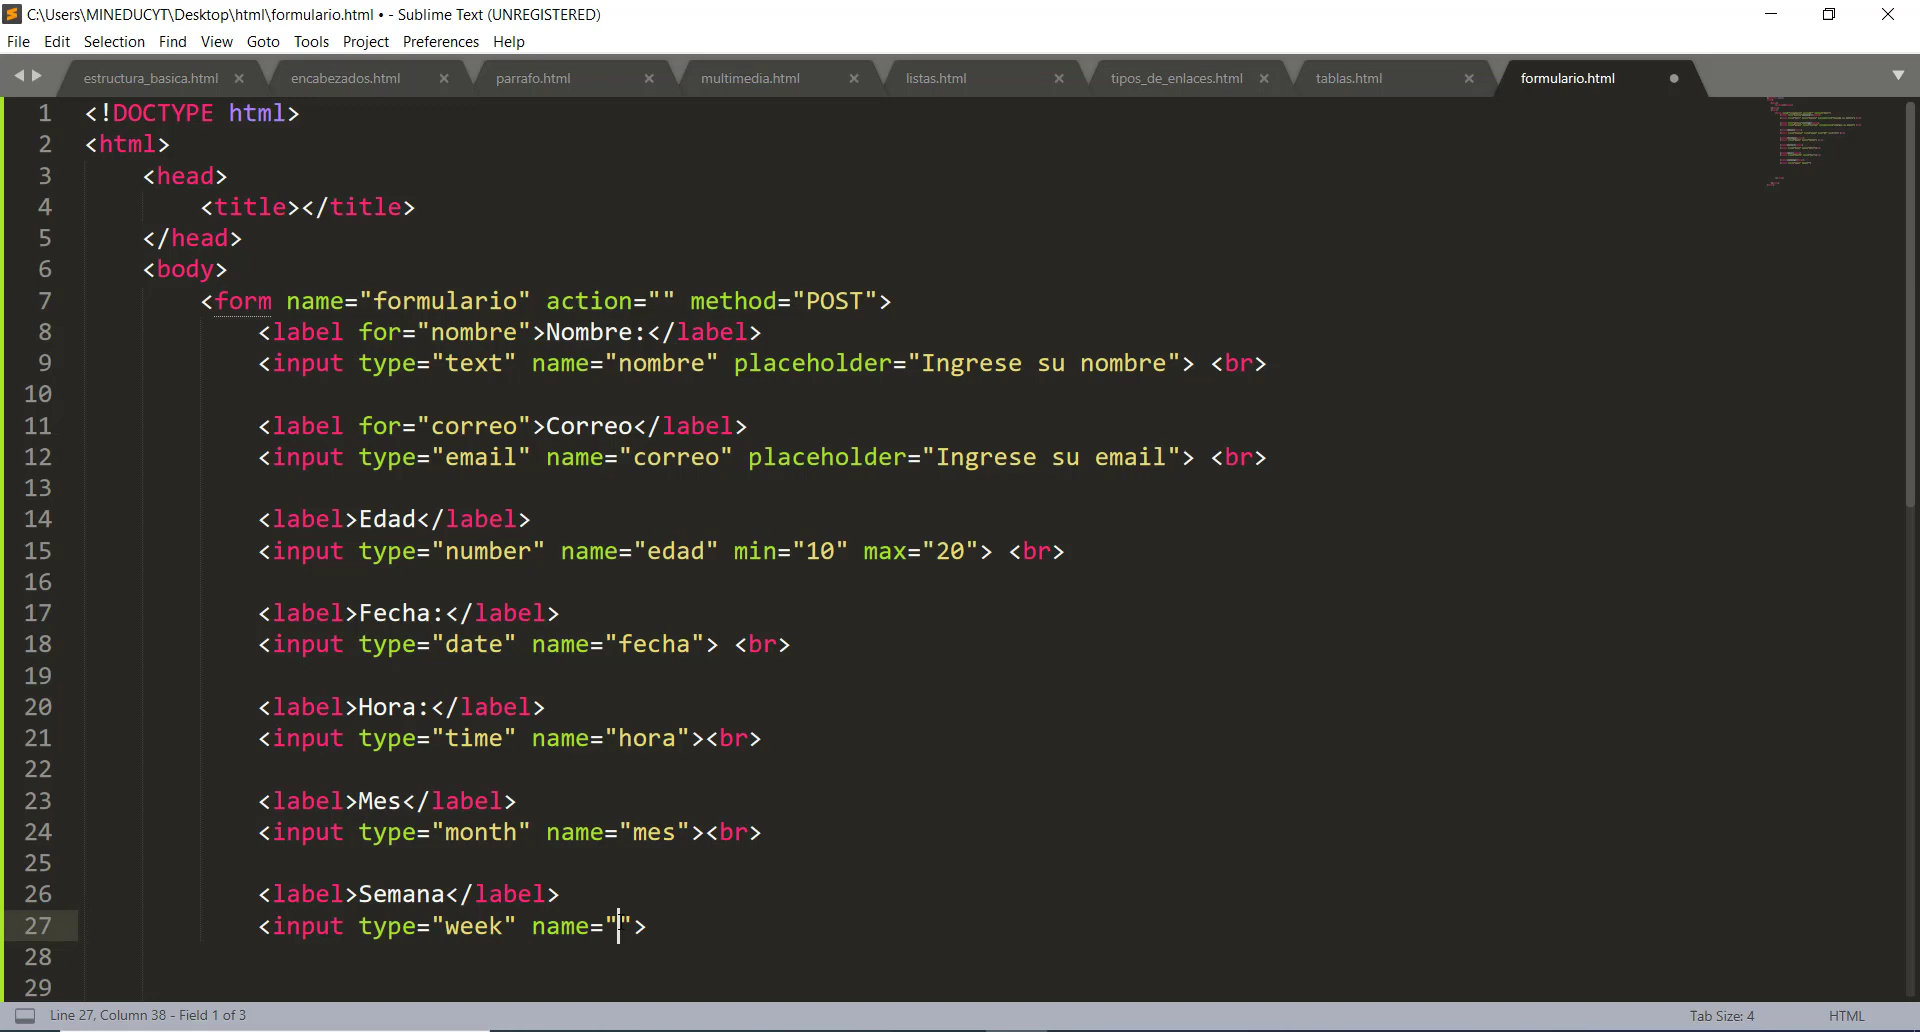 C:\Users\MINEDUCYT\Desktop\html\formulario.html • - Sublime Text (UNREGISTERED)
File Edit Selection Find View Goto Tools Project Preferences Help
estructura_basica.html encabezados.html parrafo.html multimedia.html listas.html tipos_de_enlaces.html tablas.html formulario.html
1 <!DOCTYPE html>
2 <html>
3 <head>
4 <title></title>
5 </head>
6 <body>
7 <form name="formulario" action="" method="POST">
8 <label for="nombre">Nombre:</label>
9 <input type="text" name="nombre" placeholder="Ingrese su nombre"> <br>
10
11 <label for="correo">Correo</label>
12 <input type="email" name="correo" placeholder="Ingrese su email"> <br>
13
14 <label>Edad</label>
15 <input type="number" name="edad" min="10" max="20"> <br>
16
17 <label>Fecha:</label>
18 <input type="date" name="fecha"> <br>
19
20 <label>Hora:</label>
21 <input type="time" name="hora"><br>
22
23 <label>Mes</label>
24 <input type="month" name="mes"><br>
25
26 <label>Semana</label>
27 <input type="week" name="">
28
29
Line 27, Column 38 - Field 1 of 3 Tab Size: 4 HTML